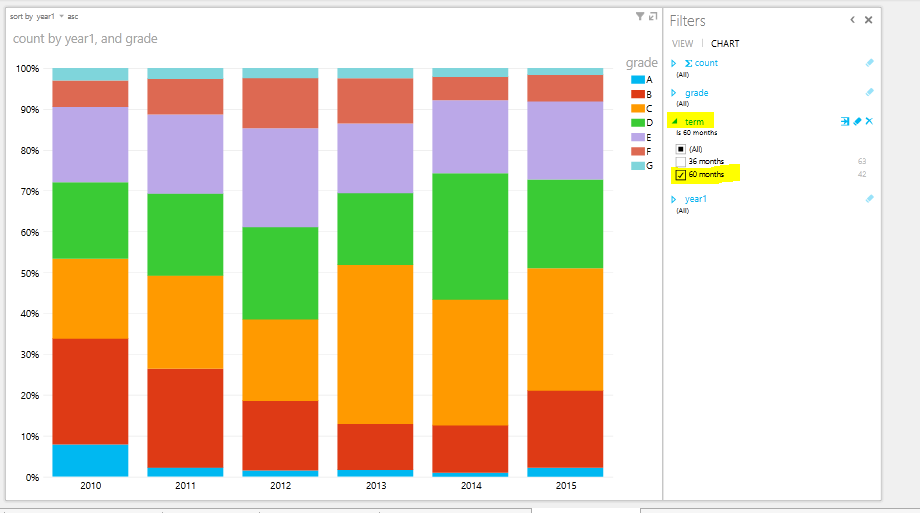 sort by year1 asc
count by year1, and grade
100%
90%
80%
70%
60%
50%
40%
30%
20%
10%
0%
2010 2011 2012 2013 2014 2015
grade
A
B
C
D
E
F
G
Filters
VIEW | CHART
Σ count
(All)
grade
(All)
term
is 60 months
(All)
36 months 63
60 months 42
year1
(All)